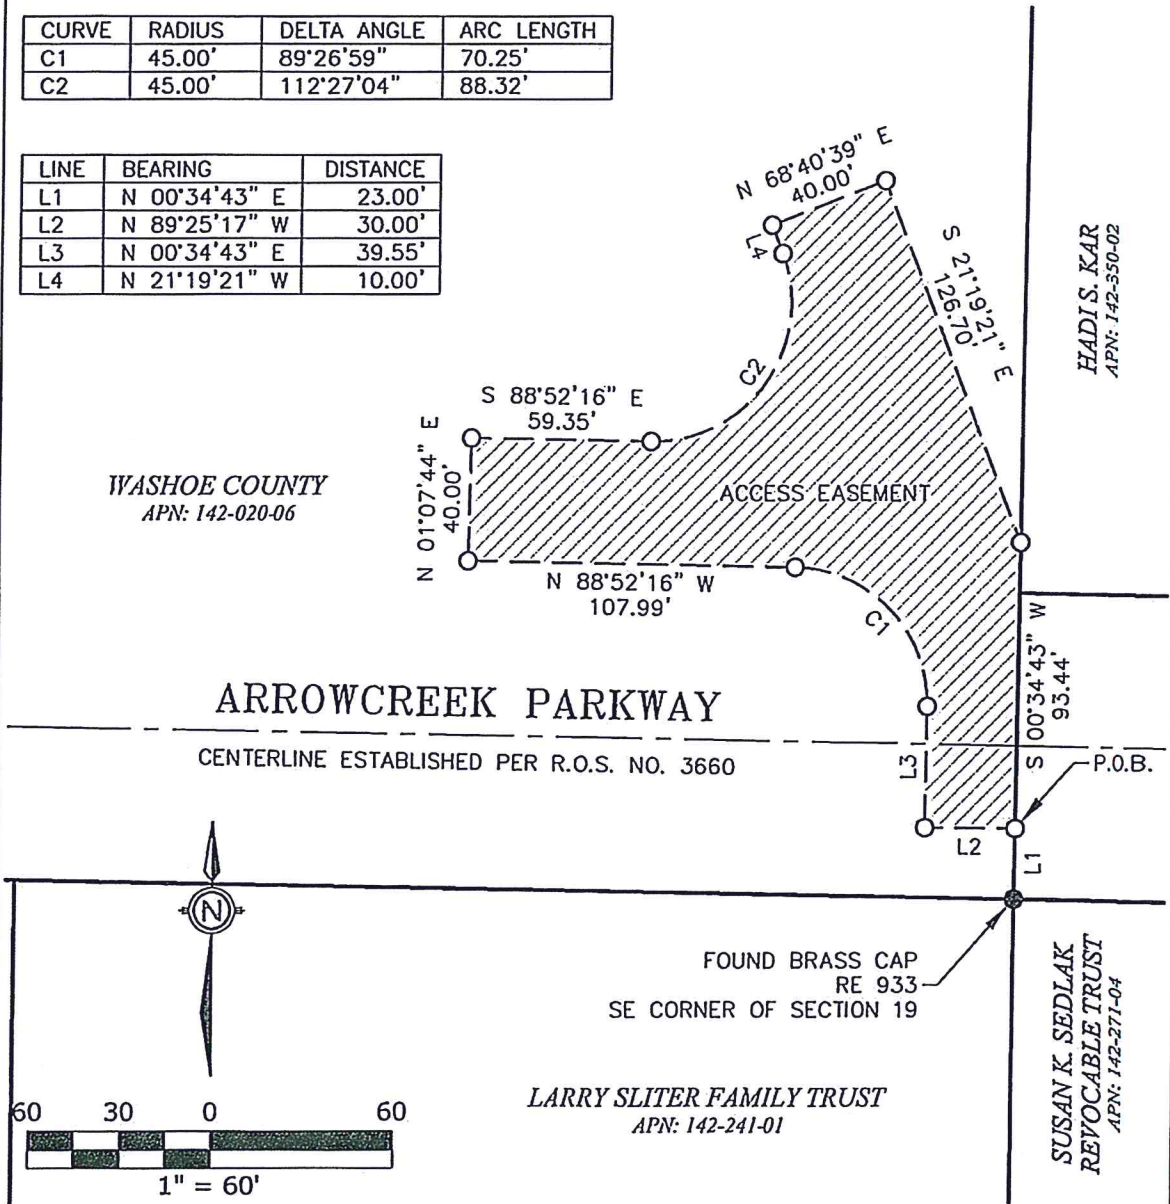 CURVE RADIUS DELTA ANGLE ARC LENGTH
C1 45.00' 89°26'59" 70.25'
C2 45.00' 112°27'04" 88.32'
LINE BEARING DISTANCE
L1 N 00°34'43" E 23.00'
L2 N 89°25'17" W 30.00'
L3 N 00°34'43" E 39.55'
L4 N 21°19'21" W 10.00'
N 68°40'39" E
40.00'
L4
S 21°19'21" E
126.70'
HADI S. KAR
APN: 142-350-02
C2
S 88°52'16" E
59.35'
N 01°07'44" E
40.00'
WASHOE COUNTY
APN: 142-020-06
ACCESS EASEMENT
N 88°52'16" W
107.99'
C1
S 00°34'43" W
93.44'
ARROWCREEK PARKWAY
CENTERLINE ESTABLISHED PER R.O.S. NO. 3660
L3
P.O.B.
L2
L1
N
FOUND BRASS CAP
RE 933
SE CORNER OF SECTION 19
SUSAN K. SEDLAK
REVOCABLE TRUST
APN: 142-271-04
LARRY SLITER FAMILY TRUST
APN: 142-241-01
60 30 0 60
1" = 60'